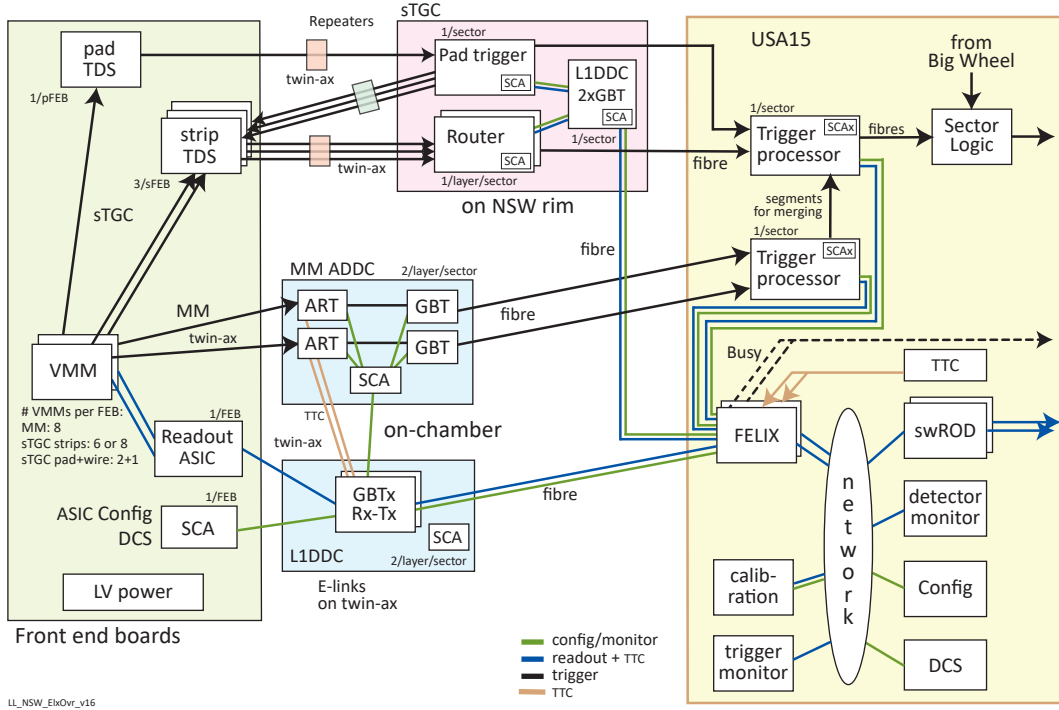 sTGC
Repeaters
1/sector
USA15
pad
TDS
Pad trigger
SCA
from
Big Wheel
twin-ax
L1DDC
2xGBT
SCA
1/pFEB
1/sector
strip
TDS
Router
SCA
1/sector
Trigger
processor
SCAx
fibres
Sector
Logic
3/sFEB
twin-ax
1/layer/sector
fibre
on NSW rim
segments
for merging
sTGC
1/sector
fibre
Trigger
processor
SCAx
MM ADDC
2/layer/sector
MM
ART
GBT
fibre
twin-ax
ART
GBT
Busy
VMM
SCA
TTC
# VMMs per FEB:
MM: 8
sTGC strips: 6 or 8
sTGC pad+wire: 2+1
1/FEB
TTC
on-chamber
Readout
ASIC
twin-ax
FELIX
swROD
GBTx
Rx-Tx
fibre
network
detector
monitor
1/FEB
ASIC Config
DCS
SCA
SCA
L1DDC
2/layer/sector
LV power
E-links
on twin-ax
calib-
ration
Config
Front end boards
config/monitor
readout + TTC
trigger
TTC
trigger
monitor
DCS
LL_NSW_ElxOvr_v16